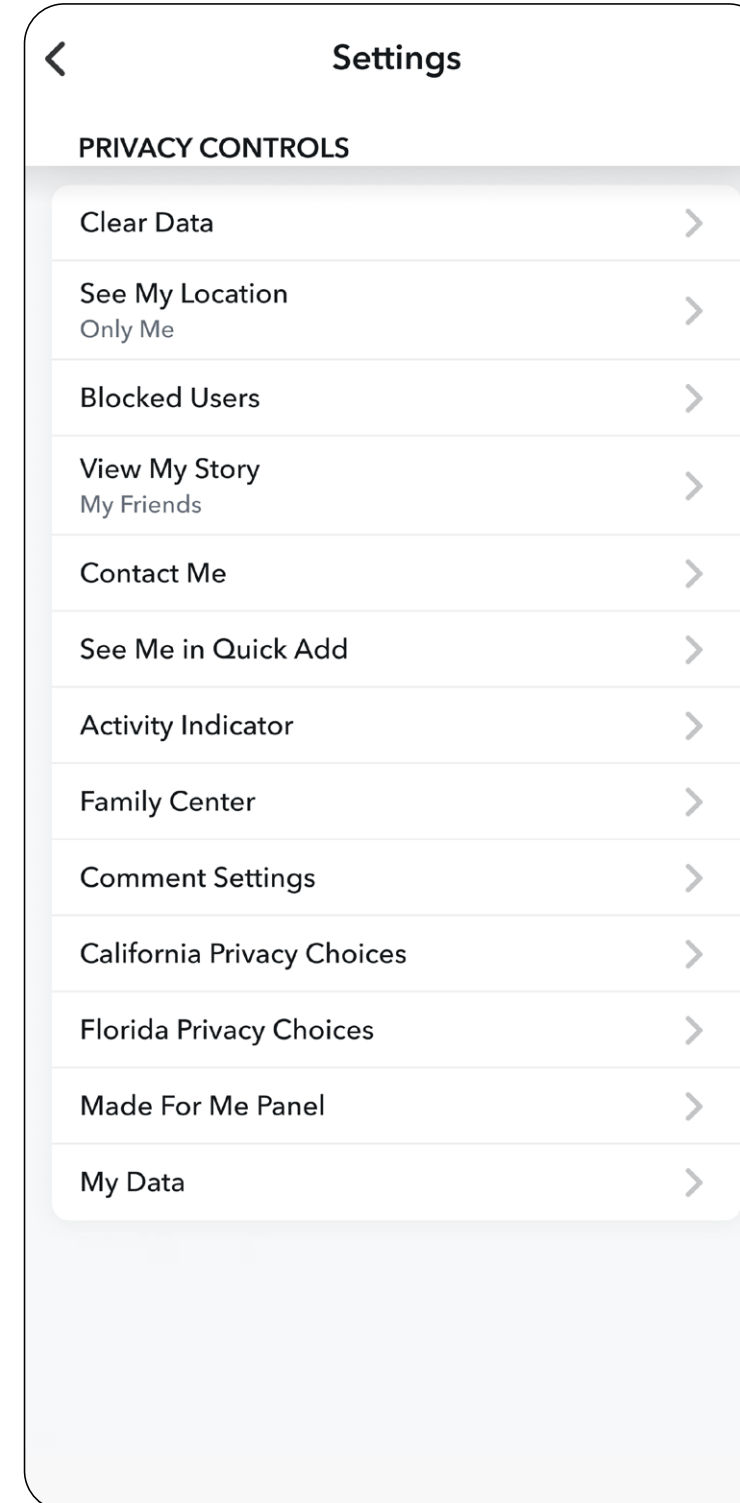 Settings
PRIVACY CONTROLS
Clear Data
See My Location
Only Me
Blocked Users
View My Story
My Friends
Contact Me
See Me in Quick Add
Activity Indicator
Family Center
Comment Settings
California Privacy Choices
Florida Privacy Choices
Made For Me Panel
My Data